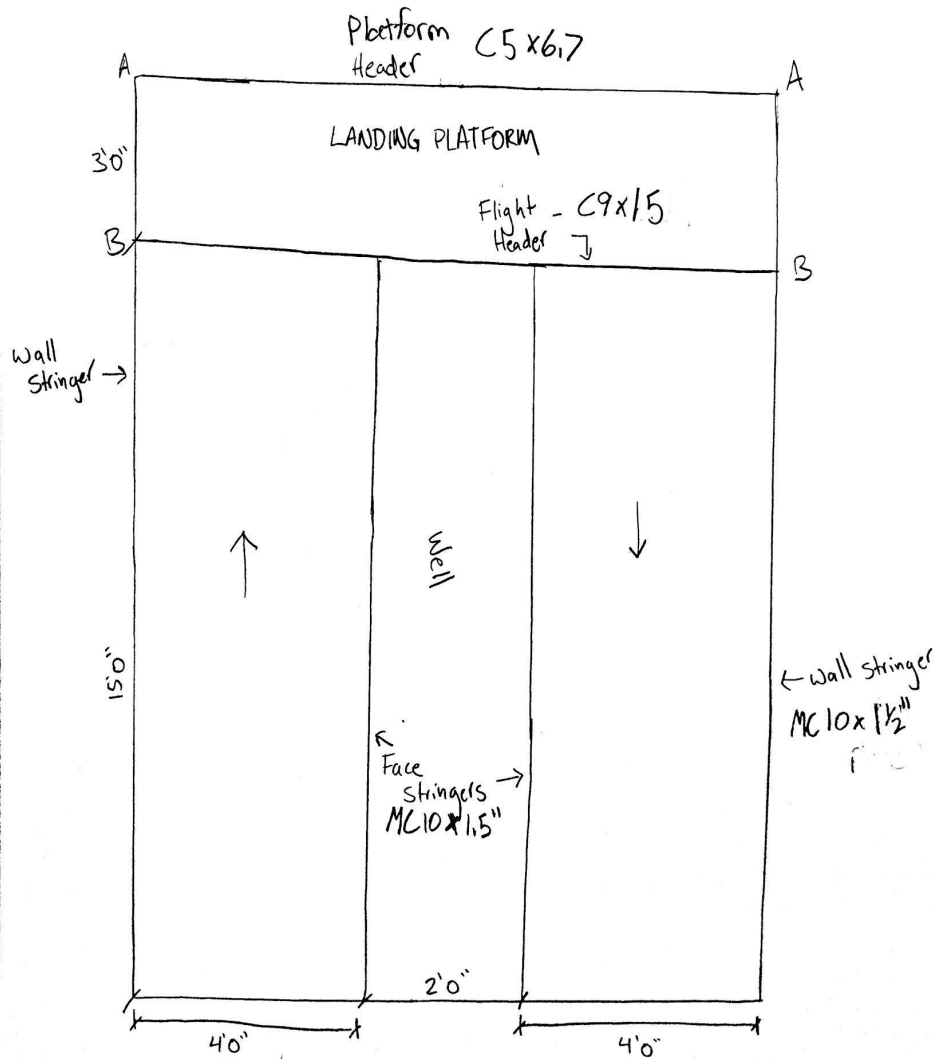 Platform C5x6.7
Header
A
A
LANDING PLATFORM
3'0"
Flight - C9x15
Header
B
B
Wall
Stringer →
Well
15'0"
← Wall Stringer
MC10x1½"
Face
Stringers →
MC10x1.5"
2'0"
4'0"
4'0"